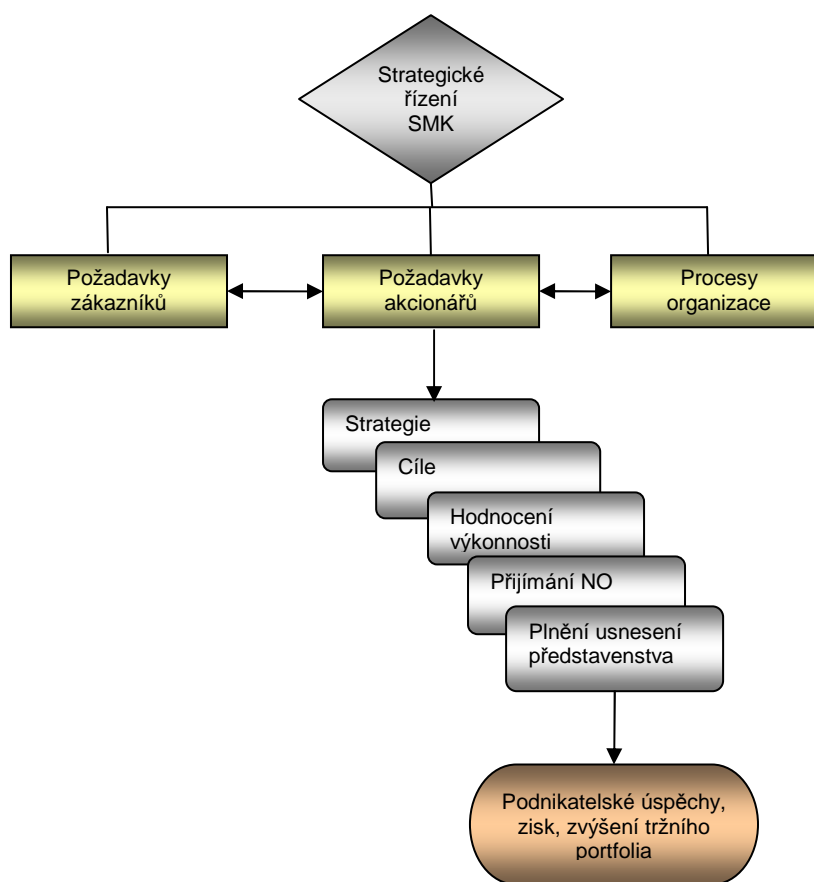 Strategické
řízení
SMK
Požadavky
zákazníků
Požadavky
akcionářů
Procesy
organizace
Strategie
Cíle
Hodnocení
výkonnosti
Přijímání NO
Plnění usnesení
představenstva
Podnikatelské úspěchy,
zisk, zvýšení tržního
portfolia